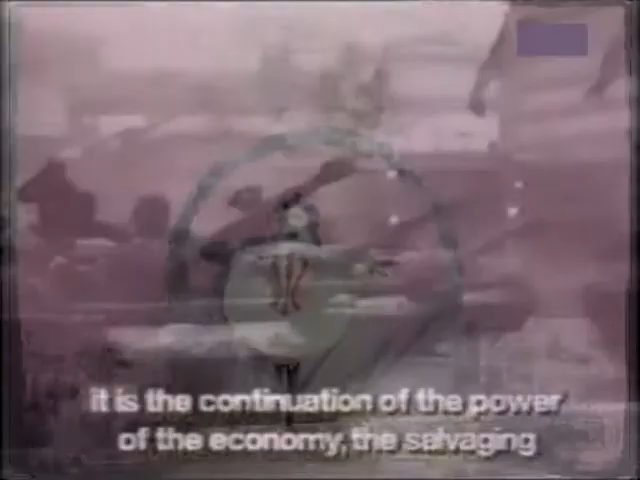 it is the continuation of the power
of the economy, the salvaging